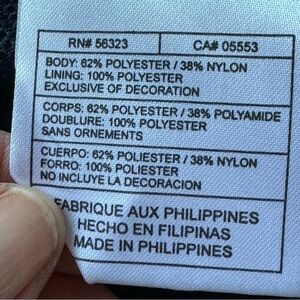 RN# 56323 CA# 05553
BODY: 62% POLYESTER / 38% NYLON
LINING: 100% POLYESTER
EXCLUSIVE OF DECORATION
CORPS: 62% POLYESTER / 38% POLYAMIDE
DOUBLURE: 100% POLYESTER
SANS ORNEMENTS
CUERPO: 62% POLIESTER / 38% NYLON
FORRO: 100% POLIESTER
NO INCLUYE LA DECORACION
FABRIQUE AUX PHILIPPINES
HECHO EN FILIPINAS
MADE IN PHILIPPINES